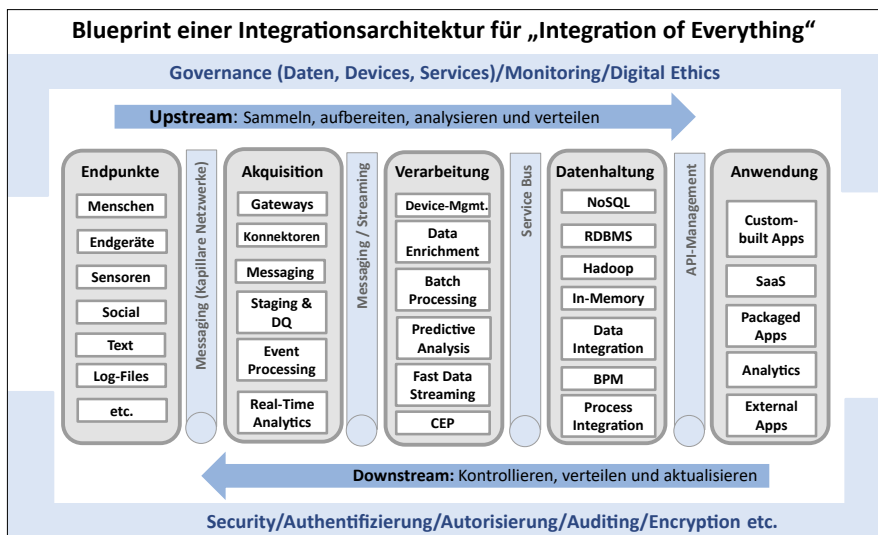 Blueprint einer Integrationsarchitektur für „Integration of Everything“
Governance (Daten, Devices, Services)/Monitoring/Digital Ethics
Upstream: Sammeln, aufbereiten, analysieren und verteilen
Endpunkte
Menschen
Endgeräte
Sensoren
Social
Text
Log-Files
etc.
Messaging (Kapillare Netzwerke)
Akquisition
Gateways
Konnektoren
Messaging
Staging &
DQ
Event
Processing
Real-Time
Analytics
Messaging / Streaming
Verarbeitung
Device-Mgmt.
Data
Enrichment
Batch
Processing
Predictive
Analysis
Fast Data
Streaming
CEP
Service Bus
Datenhaltung
NoSQL
RDBMS
Hadoop
In-Memory
Data
Integration
BPM
Process
Integration
API-Management
Anwendung
Custom-
built Apps
SaaS
Packaged
Apps
Analytics
External
Apps
Downstream: Kontrollieren, verteilen und aktualisieren
Security/Authentifizierung/Autorisierung/Auditing/Encryption etc.